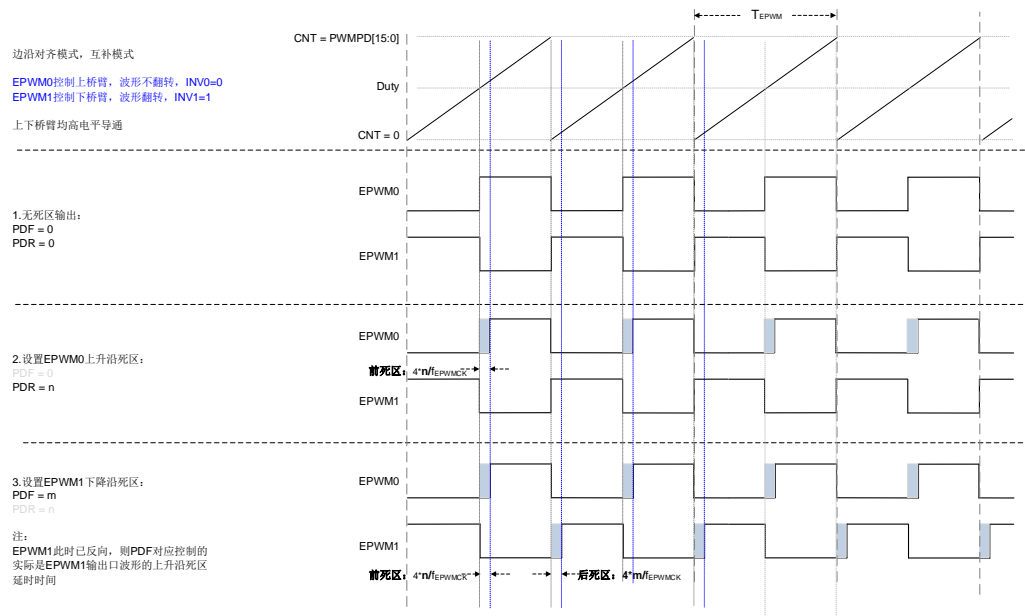 TEPWM
CNT = PWMPD[15:0]
边沿对齐模式，互补模式
EPWM0控制上桥臂，波形不翻转，INV0=0
Duty
EPWM1控制下桥臂，波形翻转，INV1=1
上下桥臂均高电平导通
CNT = 0
EPWM0
1.无死区输出：
PDF = 0
PDR = 0
EPWM1
EPWM0
2.设置EPWM0上升沿死区：
PDF = 0
PDR = n
前死区：4*n/fEPWMCK
EPWM1
3.设置EPWM1下降沿死区：
EPWM0
PDF = m
PDR = n
注：
EPWM1此时已反向，则PDF对应控制的
实际是EPWM1输出口波形的上升沿死区
延时时间
EPWM1
前死区：4*n/fEPWMCK
后死区：4*m/fEPWMCK